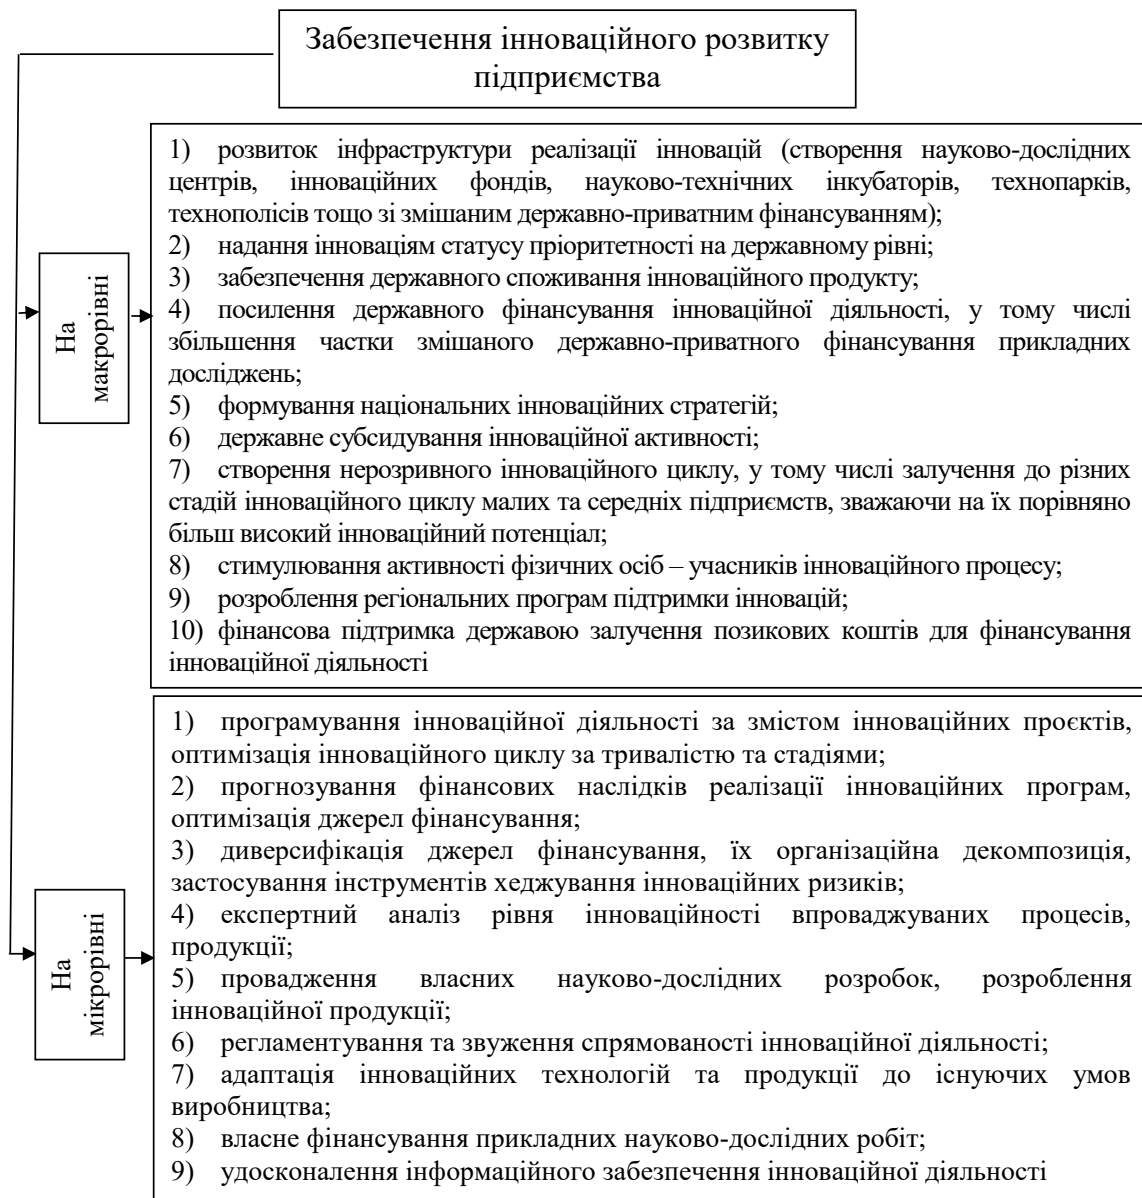 Забезпечення інноваційного розвитку
підприємства
На
макрорівні
1) розвиток інфраструктури реалізації інновацій (створення науково-дослідних
центрів, інноваційних фондів, науково-технічних інкубаторів, технопарків,
технополісів тощо зі змішаним державно-приватним фінансуванням);
2) надання інноваціям статусу пріоритетності на державному рівні;
3) забезпечення державного споживання інноваційного продукту;
4) посилення державного фінансування інноваційної діяльності, у тому числі
збільшення частки змішаного державно-приватного фінансування прикладних
досліджень;
5) формування національних інноваційних стратегій;
6) державне субсидування інноваційної активності;
7) створення нерозривного інноваційного циклу, у тому числі залучення до різних
стадій інноваційного циклу малих та середніх підприємств, зважаючи на їх порівняно
більш високий інноваційний потенціал;
8) стимулювання активності фізичних осіб – учасників інноваційного процесу;
9) розроблення регіональних програм підтримки інновацій;
10) фінансова підтримка державою залучення позикових коштів для фінансування
інноваційної діяльності
На
мікрорівні
1) програмування інноваційної діяльності за змістом інноваційних проєктів,
оптимізація інноваційного циклу за тривалістю та стадіями;
2) прогнозування фінансових наслідків реалізації інноваційних програм,
оптимізація джерел фінансування;
3) диверсифікація джерел фінансування, їх організаційна декомпозиція,
застосування інструментів хеджування інноваційних ризиків;
4) експертний аналіз рівня інноваційності впроваджуваних процесів,
продукції;
5) провадження власних науково-дослідних розробок, розроблення
інноваційної продукції;
6) регламентування та звуження спрямованості інноваційної діяльності;
7) адаптація інноваційних технологій та продукції до існуючих умов
виробництва;
8) власне фінансування прикладних науково-дослідних робіт;
9) удосконалення інформаційного забезпечення інноваційної діяльності